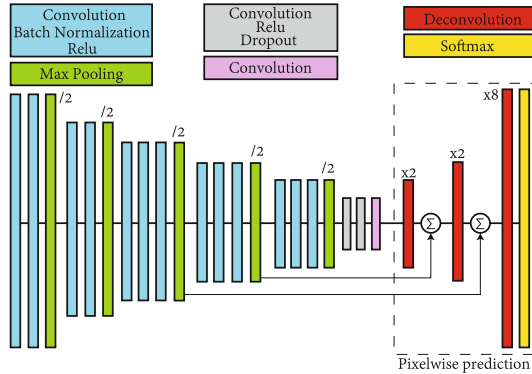 Convolution
Batch Normalization
Relu
Max Pooling
Convolution
Relu
Dropout
Convolution
Deconvolution
Softmax
/2
/2
/2
/2
/2
x2
x2
x8
Σ
Σ
Pixelwise prediction